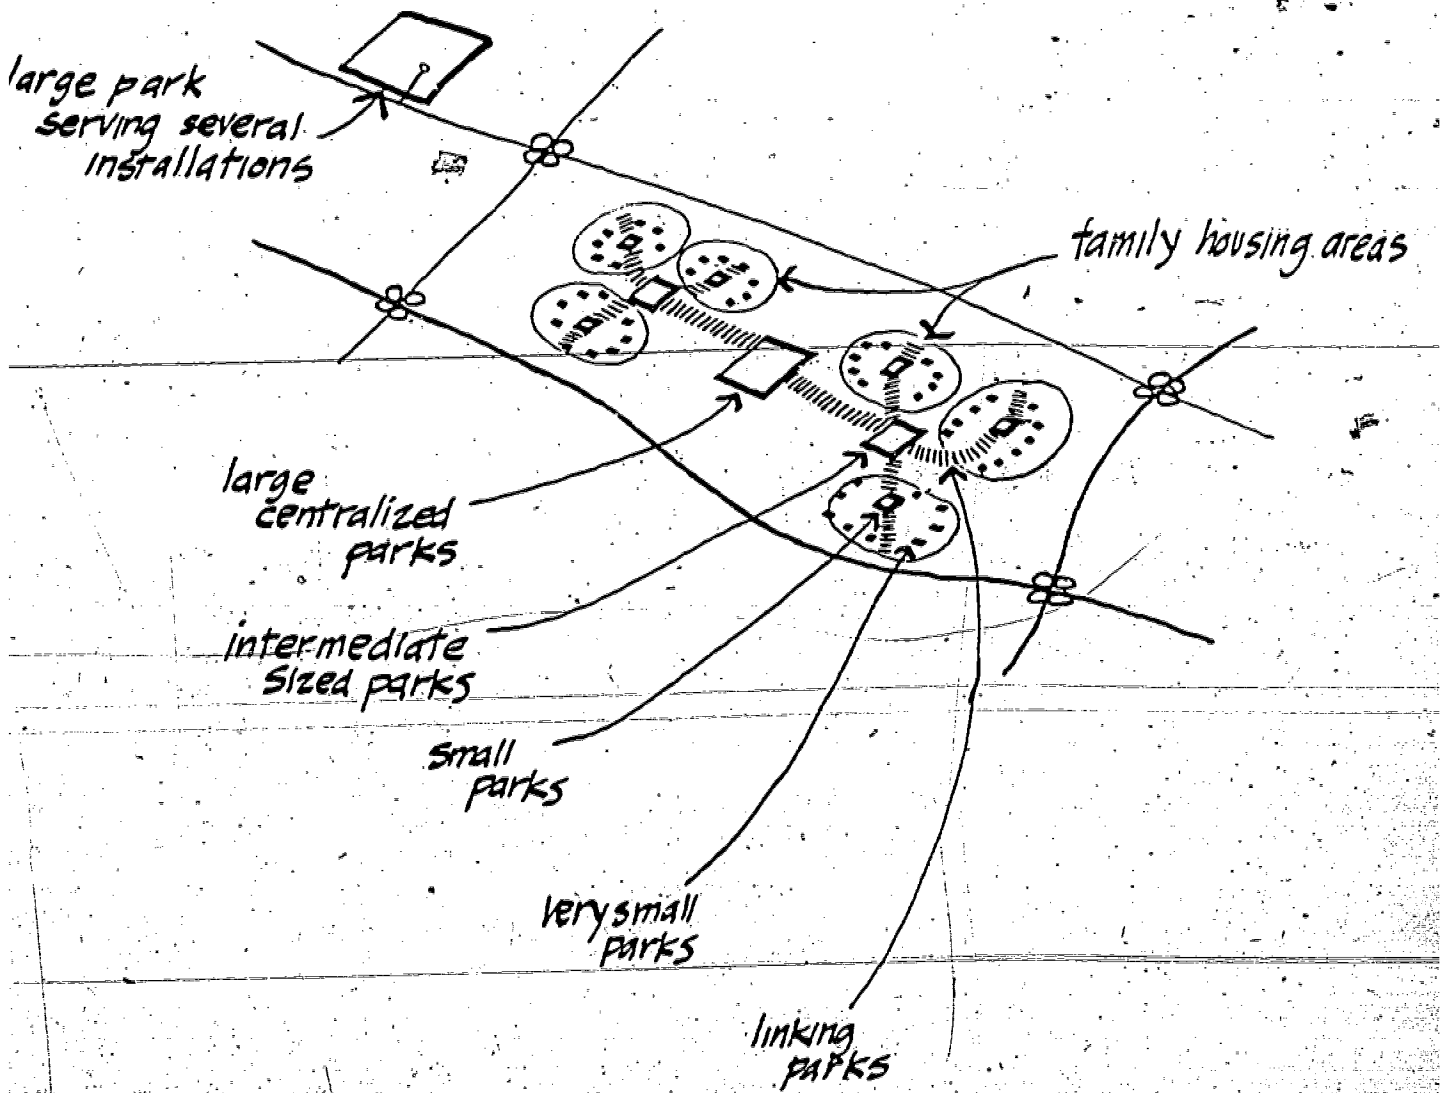 large park
serving several
installations
family housing areas
large
centralized
parks
intermediate
sized parks
small
parks
very small
parks
linking
parks